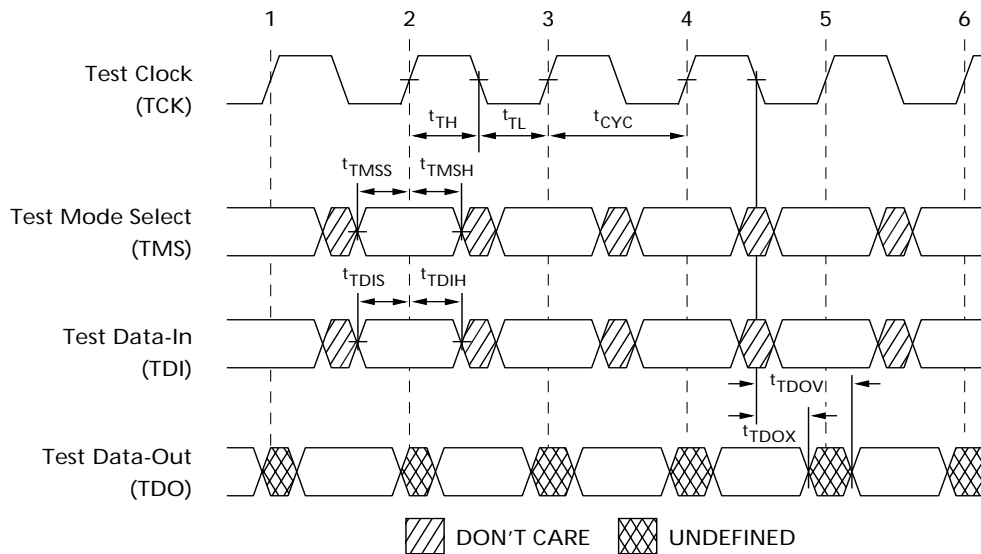 1 2 3 4 5 6
Test Clock
(TCK)
tTH tTL tCYC
tTMSS tTMSH
Test Mode Select
(TMS)
tTDIS tTDIH
Test Data-In
(TDI)
tTDOV
tTDOX
Test Data-Out
(TDO)
DON'T CARE UNDEFINED